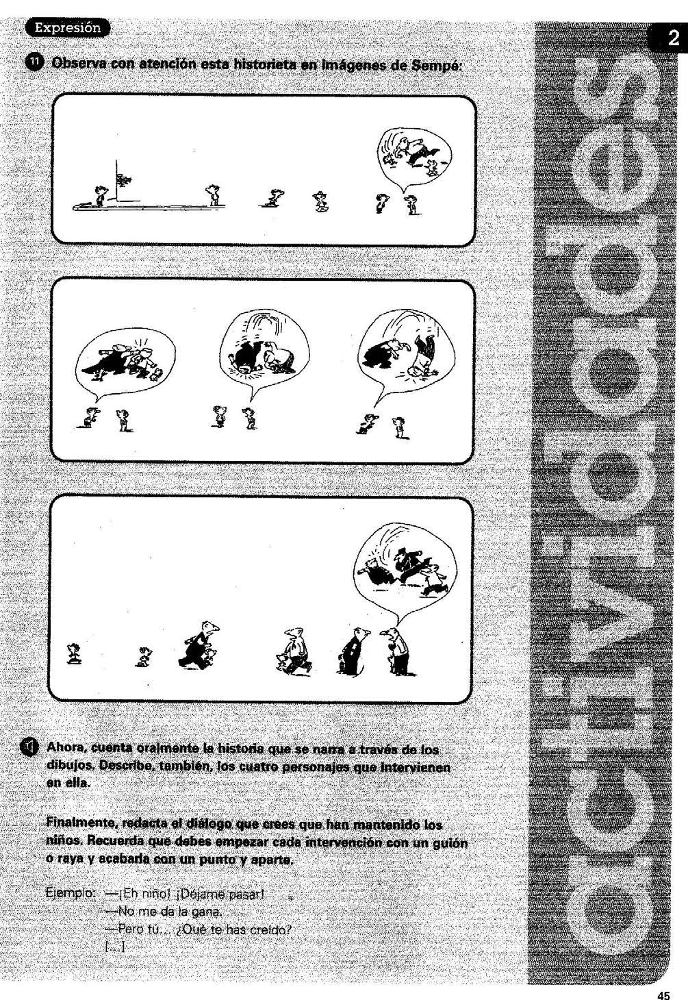 Expresión
2
11 Observa con atención esta historieta en imágenes de Sempé:
Ahora, cuenta oralmente la historia que se narra a través de los
dibujos. Describe, también, los cuatro personajes que intervienen
en ella.
Finalmente, redacta el diálogo que crees que han mantenido los
niños. Recuerda que debes empezar cada intervención con un guión
o raya y acabarla con un punto y aparte.
Ejemplo: —¡Eh niño! ¡Déjame pasar!
—No me da la gana.
—Pero tú... ¿Qué te has creído?
[...]
actividades
45